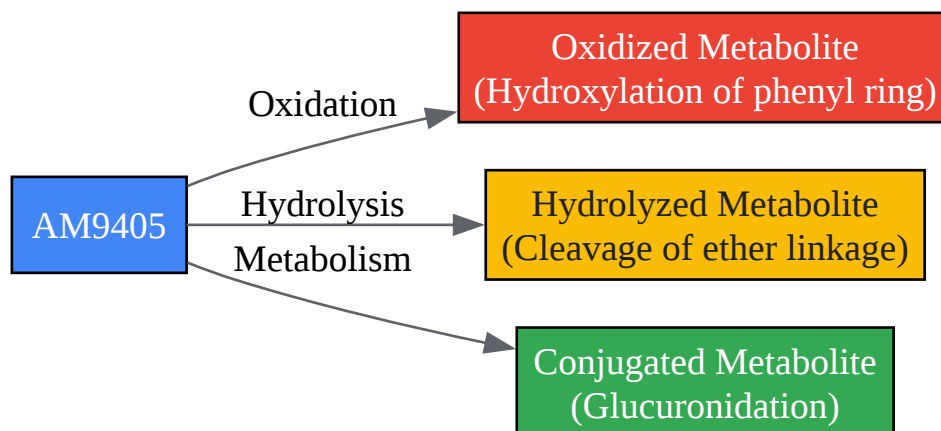 Oxidized Metabolite
(Hydroxylation of phenyl ring)
Oxidation
AM9405
Hydrolysis
Hydrolyzed Metabolite
(Cleavage of ether linkage)
Metabolism
Conjugated Metabolite
(Glucuronidation)